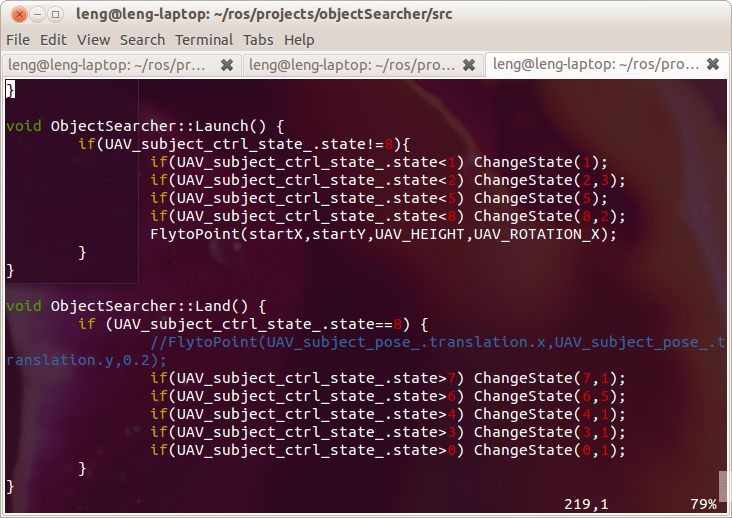 leng@leng-laptop: ~/ros/projects/objectSearcher/src
File Edit View Search Terminal Tabs Help
leng@leng-laptop: ~/ros/pr... leng@leng-laptop: ~/ros/pro... leng@leng-laptop: ~/ros/pro...
}
void ObjectSearcher::Launch() {
if(UAV_subject_ctrl_state_.state!=8){
if(UAV_subject_ctrl_state_.state<1) ChangeState(1);
if(UAV_subject_ctrl_state_.state<2) ChangeState(2,3);
if(UAV_subject_ctrl_state_.state<5) ChangeState(5);
if(UAV_subject_ctrl_state_.state<8) ChangeState(8,2);
FlytoPoint(startX,startY,UAV_HEIGHT,UAV_ROTATION_X);
}
}
void ObjectSearcher::Land() {
if (UAV_subject_ctrl_state_.state==8) {
//FlytoPoint(UAV_subject_pose_.translation.x,UAV_subject_pose_.t
ranslation.y,0.2);
if(UAV_subject_ctrl_state_.state>7) ChangeState(7,1);
if(UAV_subject_ctrl_state_.state>6) ChangeState(6,5);
if(UAV_subject_ctrl_state_.state>4) ChangeState(4,1);
if(UAV_subject_ctrl_state_.state>3) ChangeState(3,1);
if(UAV_subject_ctrl_state_.state>0) ChangeState(0,1);
}
}
219,1 79%